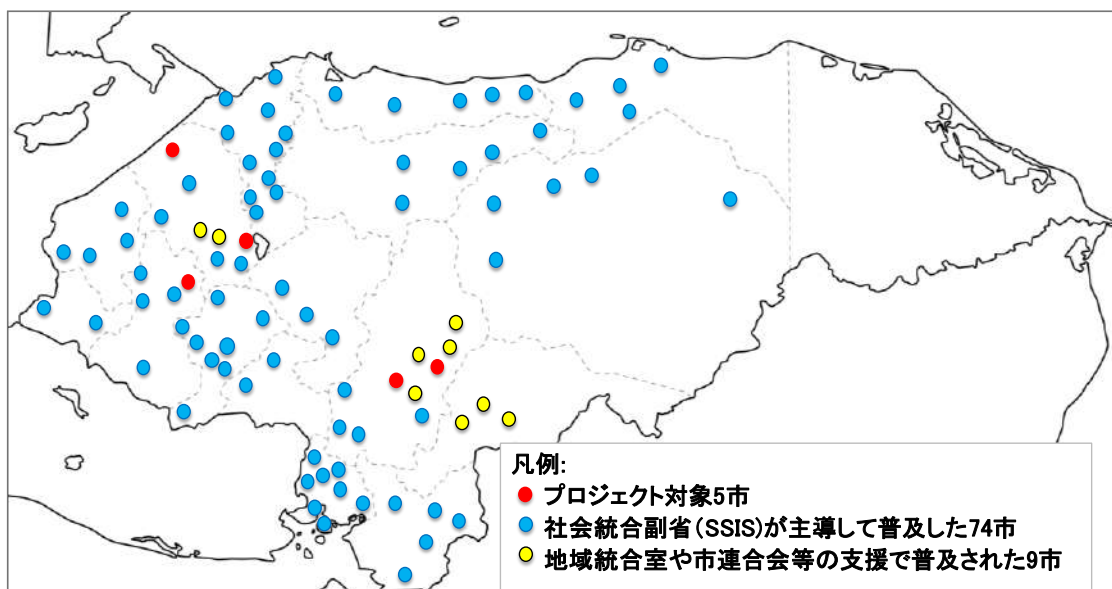 凡例:
プロジェクト対象5市
社会統合副省(SSIS)が主導して普及した74市
地域統合室や市連合会等の支援で普及された9市